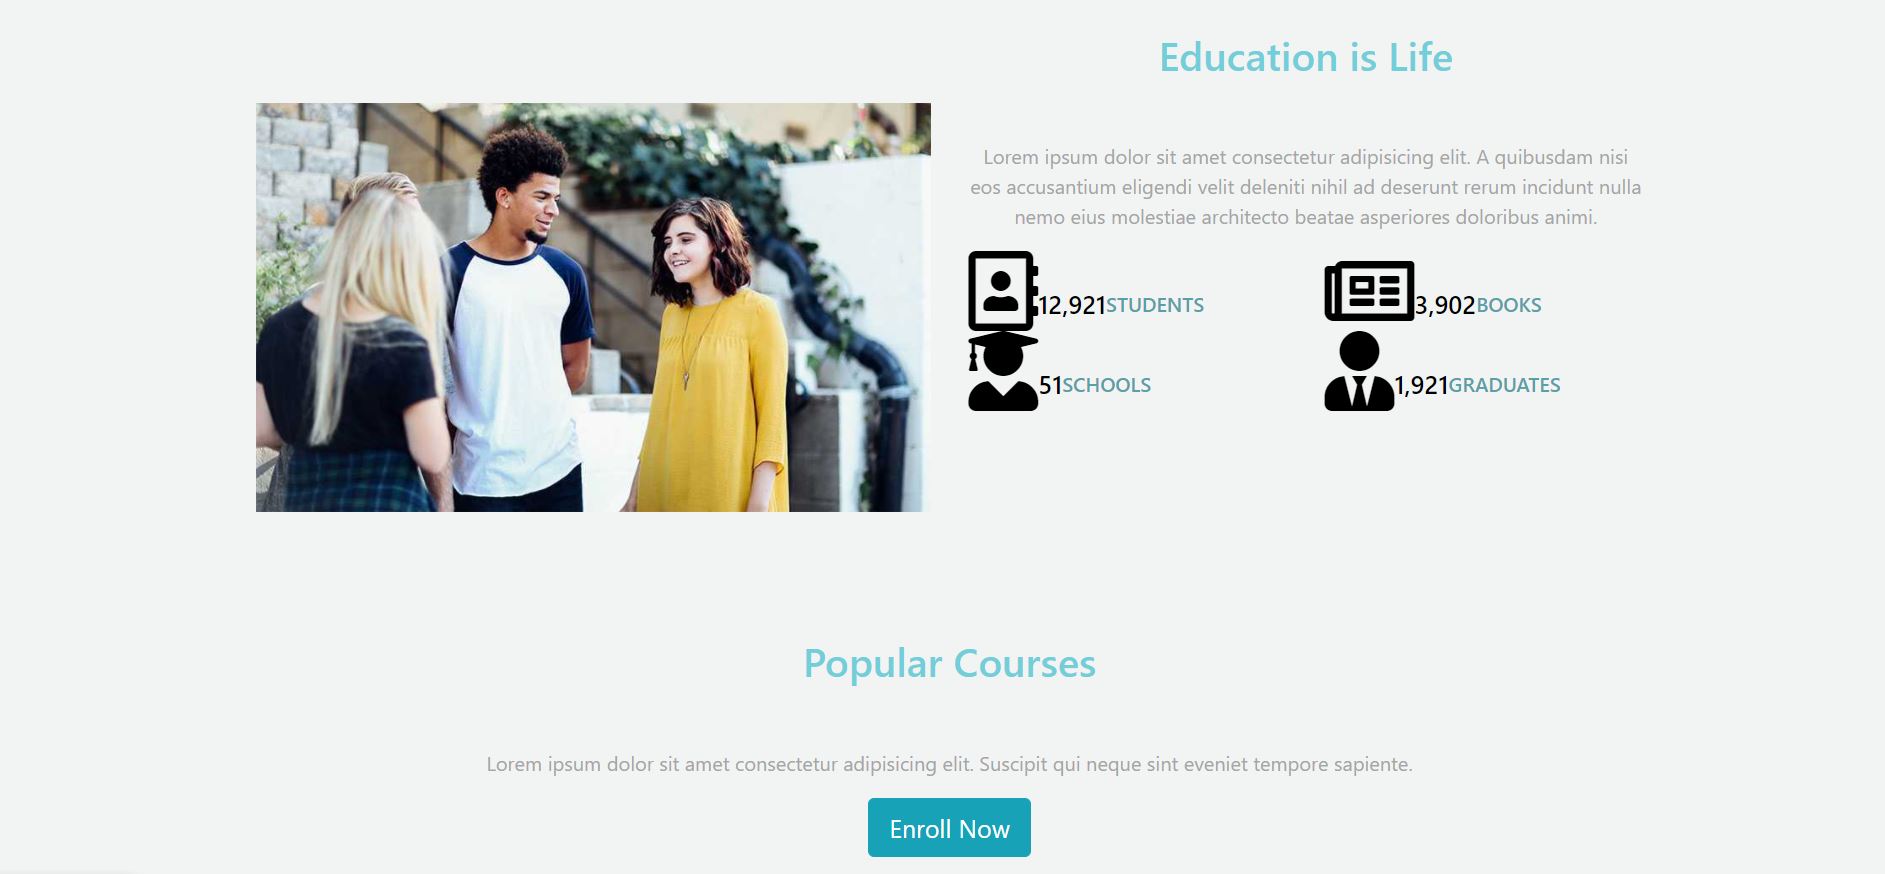 Education is Life
Lorem ipsum dolor sit amet consectetur adipisicing elit. A quibusdam nisi
eos accusantium eligendi velit deleniti nihil ad deserunt rerum incidunt nulla
nemo eius molestiae architecto beatae asperiores doloribus animi.
12,921STUDENTS
3,902BOOKS
51SCHOOLS
1,921GRADUATES
Popular Courses
Lorem ipsum dolor sit amet consectetur adipisicing elit. Suscipit qui neque sint eveniet tempore sapiente.
Enroll Now